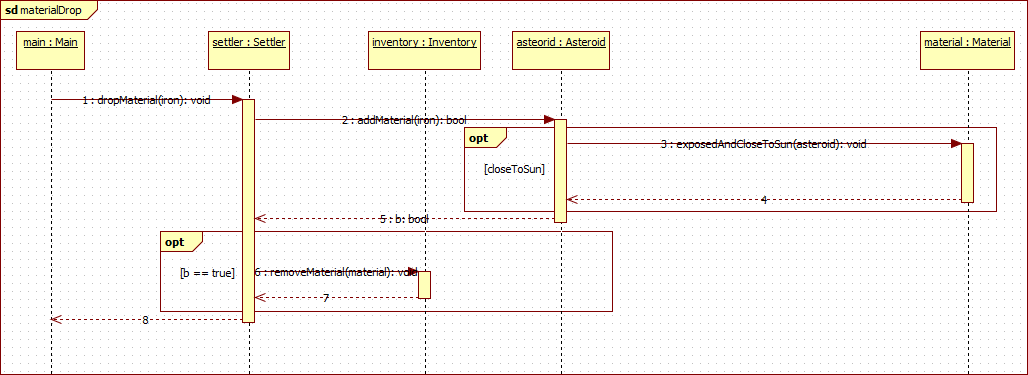 sd materialDrop
main : Main
settler : Settler
inventory : Inventory
asteorid : Asteroid
material : Material
1 : dropMaterial(iron): void
2 : addMaterial(iron): bool
opt
3 : exposedAndCloseToSun(asteroid): void
[closeToSun]
4
5 : b: bool
opt
[b == true]
6 : removeMaterial(material): void
7
8